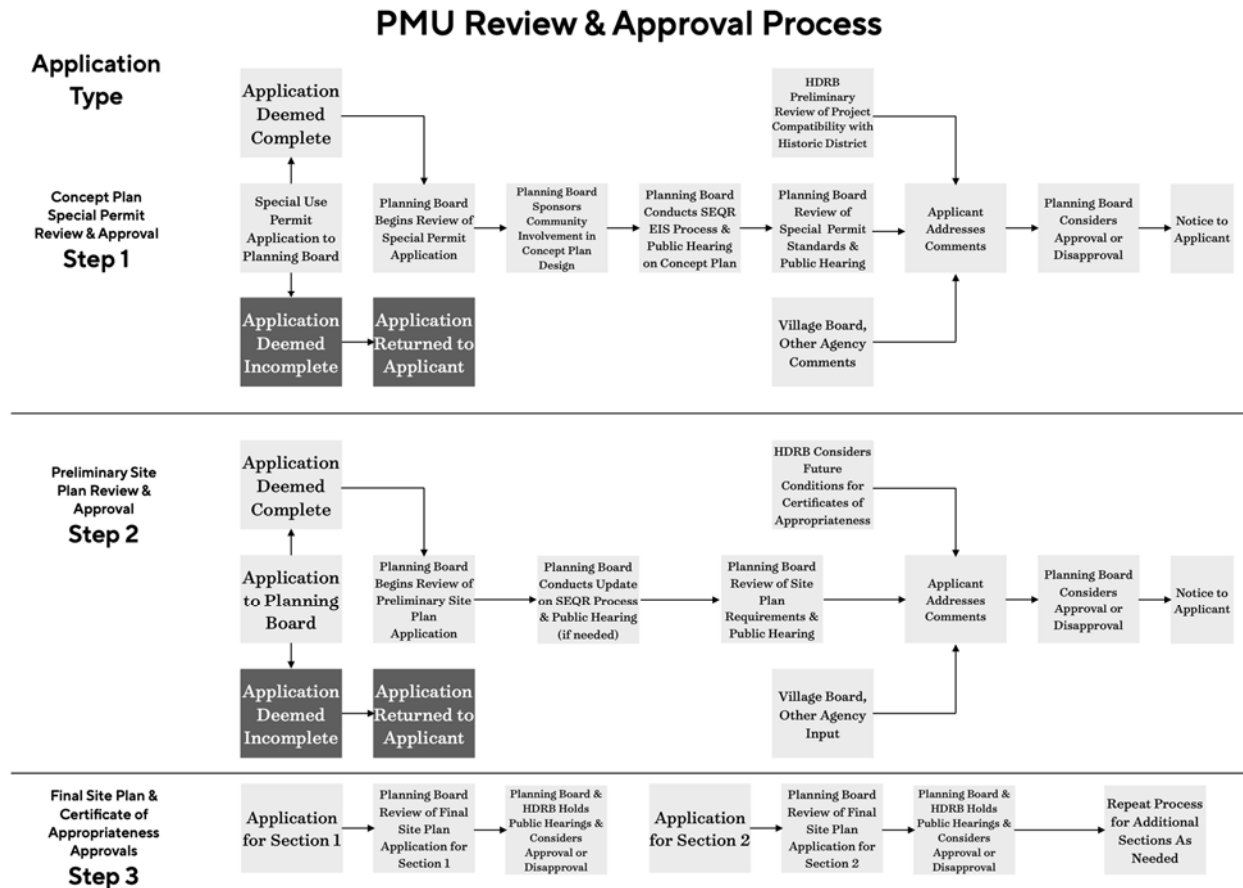 PMU Review & Approval Process
Application
Type
Application
Deemed
Complete
HDRB
Preliminary
Review of Project
Compatibility with
Historic District
Concept Plan
Special Permit
Review & Approval
Step 1
Special Use
Permit
Application to
Planning Board
Planning Board
Begins Review of
Special Permit
Application
Planning Board
Sponsors
Community
Involvement in
Concept Plan
Design
Planning Board
Conducts SEQR
EIS Process &
Public Hearing
on Concept Plan
Planning Board
Review of
Special Permit
Standards &
Public Hearing
Applicant
Addresses
Comments
Planning Board
Considers
Approval or
Disapproval
Notice to
Applicant
Application
Deemed
Incomplete
Application
Returned to
Applicant
Village Board,
Other Agency
Comments
Application
Deemed
Complete
HDRB Considers
Future
Conditions for
Certificates of
Appropriateness
Preliminary Site
Plan Review &
Approval
Step 2
Application
to Planning
Board
Planning Board
Begins Review of
Preliminary Site
Plan
Application
Planning Board
Conducts Update
on SEQR Process
& Public Hearing
(if needed)
Planning Board
Review of Site
Plan
Requirements &
Public Hearing
Applicant
Addresses
Comments
Planning Board
Considers
Approval or
Disapproval
Notice to
Applicant
Application
Deemed
Incomplete
Application
Returned to
Applicant
Village Board,
Other Agency
Input
Final Site Plan &
Certificate of
Appropriateness
Approvals
Step 3
Application
for Section 1
Planning Board
Review of Final
Site Plan
Application for
Section 1
Planning Board &
HDRB Holds
Public Hearings &
Considers
Approval or
Disapproval
Application
for Section 2
Planning Board
Review of Final
Site Plan
Application for
Section 2
Planning Board &
HDRB Holds
Public Hearings &
Considers
Approval or
Disapproval
Repeat Process
for Additional
Sections As
Needed